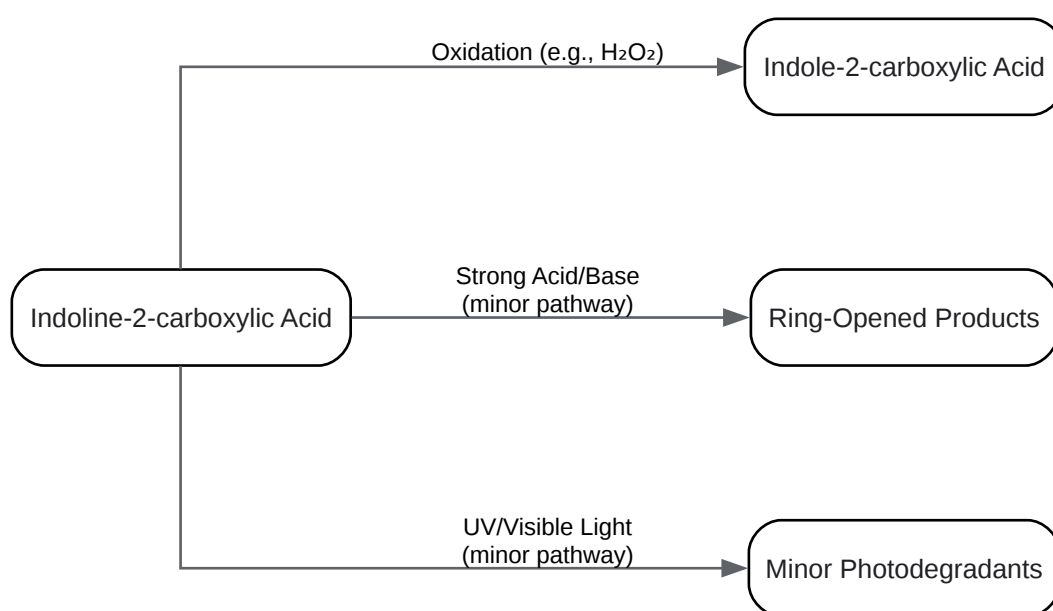 Oxidation (e.g., H₂O₂)
Indole-2-carboxylic Acid
Indoline-2-carboxylic Acid
Strong Acid/Base
(minor pathway)
Ring-Opened Products
UV/Visible Light
(minor pathway)
Minor Photodegradants